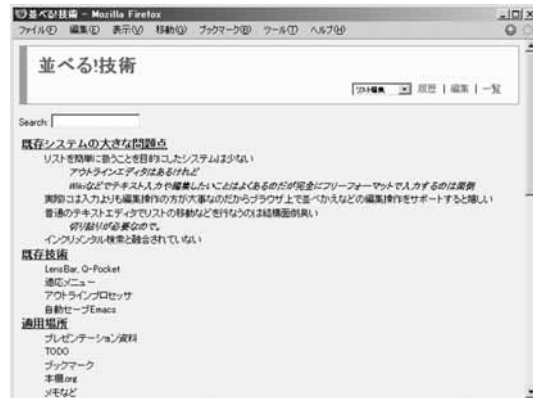 並べる!技術 - Mozilla Firefox
ファイル(F) 編集(E) 表示(V) 移動(G) ブックマーク(B) ツール(T) ヘルプ(H)
並べる!技術
リスト編集 履歴 | 編集 | 一覧
Search:
既存システムの大きな問題点
リストを簡単に扱うことを目的にしたシステムは少ない
アウトラインエディタはあるけれど
Wikiなどでテキスト入力や編集したいことはよくあるのだが完全にフリーフォーマットで入力するのは面倒
実際には入力よりも編集操作の方が大事なのだからブラウザ上で並べかえなどの編集操作をサポートすると嬉しい
普通のテキストエディタでリストの移動などを行なうのは結構面倒臭い
切り貼りが必要なので。
インクリメンタル検索と融合されていない
既存技術
LensBar, Q-Pocket
適応メニュー
アウトラインプロセッサ
自動セーブEmacs
適用場所
プレゼンテーション資料
TODO
ブックマーク
本棚.org
メモなど